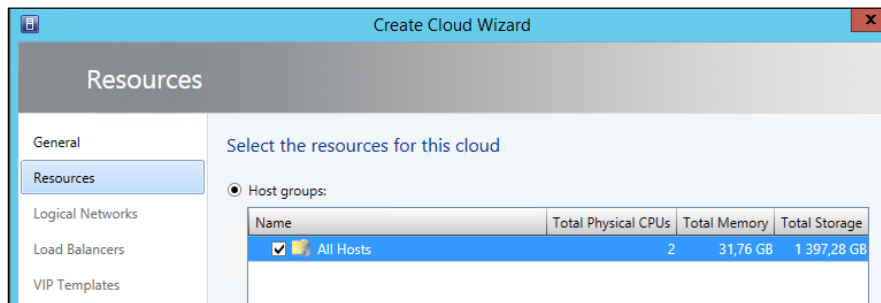 Create Cloud Wizard
x
Resources
General
Resources
Logical Networks
Load Balancers
VIP Templates
Select the resources for this cloud
Host groups:
Name Total Physical CPUs Total Memory Total Storage
All Hosts 2 31,76 GB 1 397,28 GB